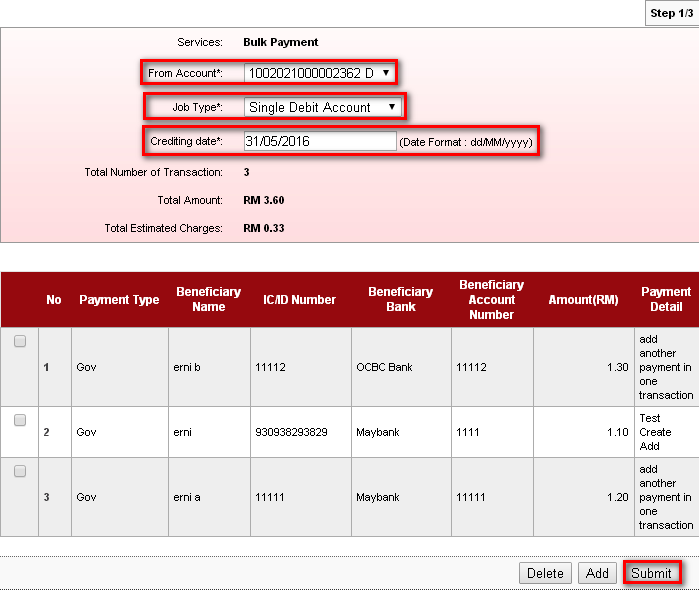 Step 1/3
Services: Bulk Payment
From Account*: 1002021000002362 D
Job Type*: Single Debit Account
Crediting date*: 31/05/2016 (Date Format : dd/MM/yyyy)
Total Number of Transaction: 3
Total Amount: RM 3.60
Total Estimated Charges: RM 0.33
No Payment Type Beneficiary Name IC/ID Number Beneficiary Bank Beneficiary Account Number Amount(RM) Payment Detail
1 Gov erni b 11112 OCBC Bank 11112 1.30 add another payment in one transaction
2 Gov erni 930938293829 Maybank 1111 1.10 Test Create Add
3 Gov erni a 11111 Maybank 11111 1.20 add another payment in one transaction
Delete Add Submit